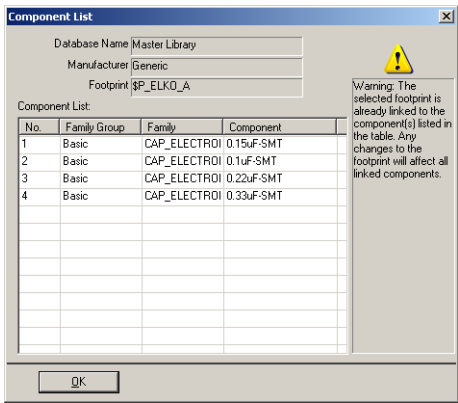 Component List
Database Name Master Library
Manufacturer Generic
Footprint $P_ELKO_A
Component List:
No. Family Group Family Component
1 Basic CAP_ELECTROI 0.15uF-SMT
2 Basic CAP_ELECTROI 0.1uF-SMT
3 Basic CAP_ELECTROI 0.22uF-SMT
4 Basic CAP_ELECTROI 0.33uF-SMT
Warning: The
selected footprint is
already linked to the
component(s) listed in
the table. Any
changes to the
footprint will affect all
linked components.
OK